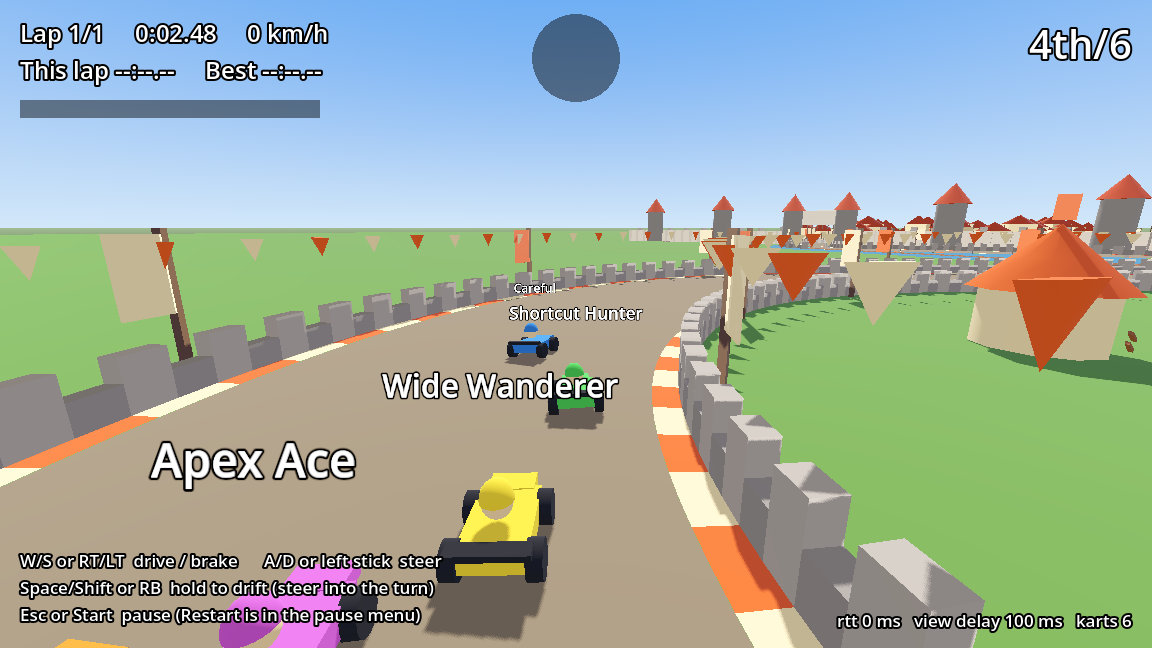 Lap 1/1 0:02.48 0 km/h
This lap --:--.-- Best --:--.--
4th/6
Careful
Shortcut Hunter
Wide Wanderer
Apex Ace
W/S or RT/LT drive / brake A/D or left stick steer
Space/Shift or RB hold to drift (steer into the turn)
Esc or Start pause (Restart is in the pause menu)
rtt 0 ms view delay 100 ms karts 6